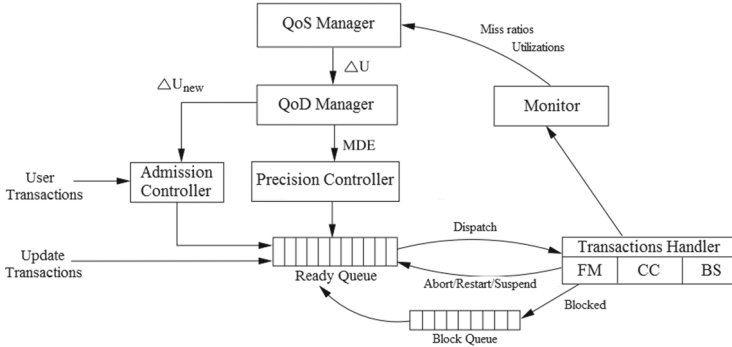 QoS Manager
Miss ratios
Utilizations
△U
△Unew
QoD Manager
Monitor
MDE
User
Transactions
Admission
Controller
Precision Controller
Dispatch
Update
Transactions
Ready Queue
Transactions Handler
FM CC BS
Abort/Restart/Suspend
Blocked
Block Queue